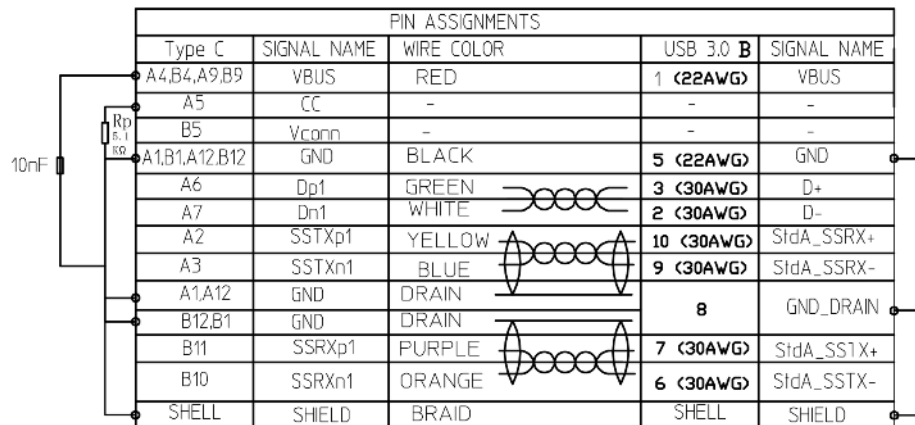 PIN ASSIGNMENTS
Type C SIGNAL NAME WIRE COLOR USB 3.0 B SIGNAL NAME
A4,B4,A9,B9 VBUS RED 1 (22AWG) VBUS
A5 CC - - -
Rp
5.1
KΩ
B5 Vconn - - -
10nF
A1,B1,A12,B12 GND BLACK 5 (22AWG) GND
A6 Dp1 GREEN 3 (30AWG) D+
A7 Dn1 WHITE 2 (30AWG) D-
A2 SSTXp1 YELLOW 10 (30AWG) StdA_SSRX+
A3 SSTXn1 BLUE 9 (30AWG) StdA_SSRX-
A1,A12 GND DRAIN 8 GND_DRAIN
B12,B1 GND DRAIN
B11 SSRXp1 PURPLE 7 (30AWG) StdA_SSTX+
B10 SSRXn1 ORANGE 6 (30AWG) StdA_SSTX-
SHELL SHIELD BRAID SHELL SHIELD